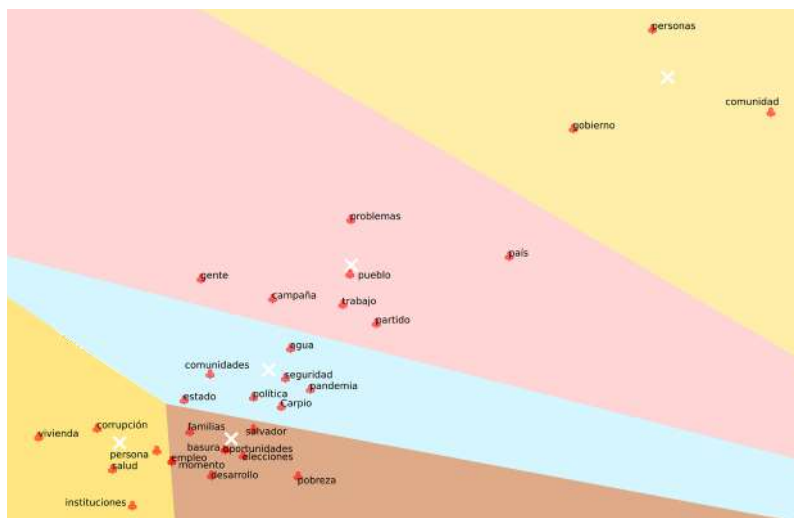 personas
comunidad
gobierno
problemas
país
gente
pueblo
campaña
trabajo
partido
agua
comunidades
seguridad
pandemia
estado
política
Carpio
vivienda
corrupción
familias
salvador
persona
basura
oportunidades
empleo
elecciones
salud
momento
desarrollo
pobreza
instituciones